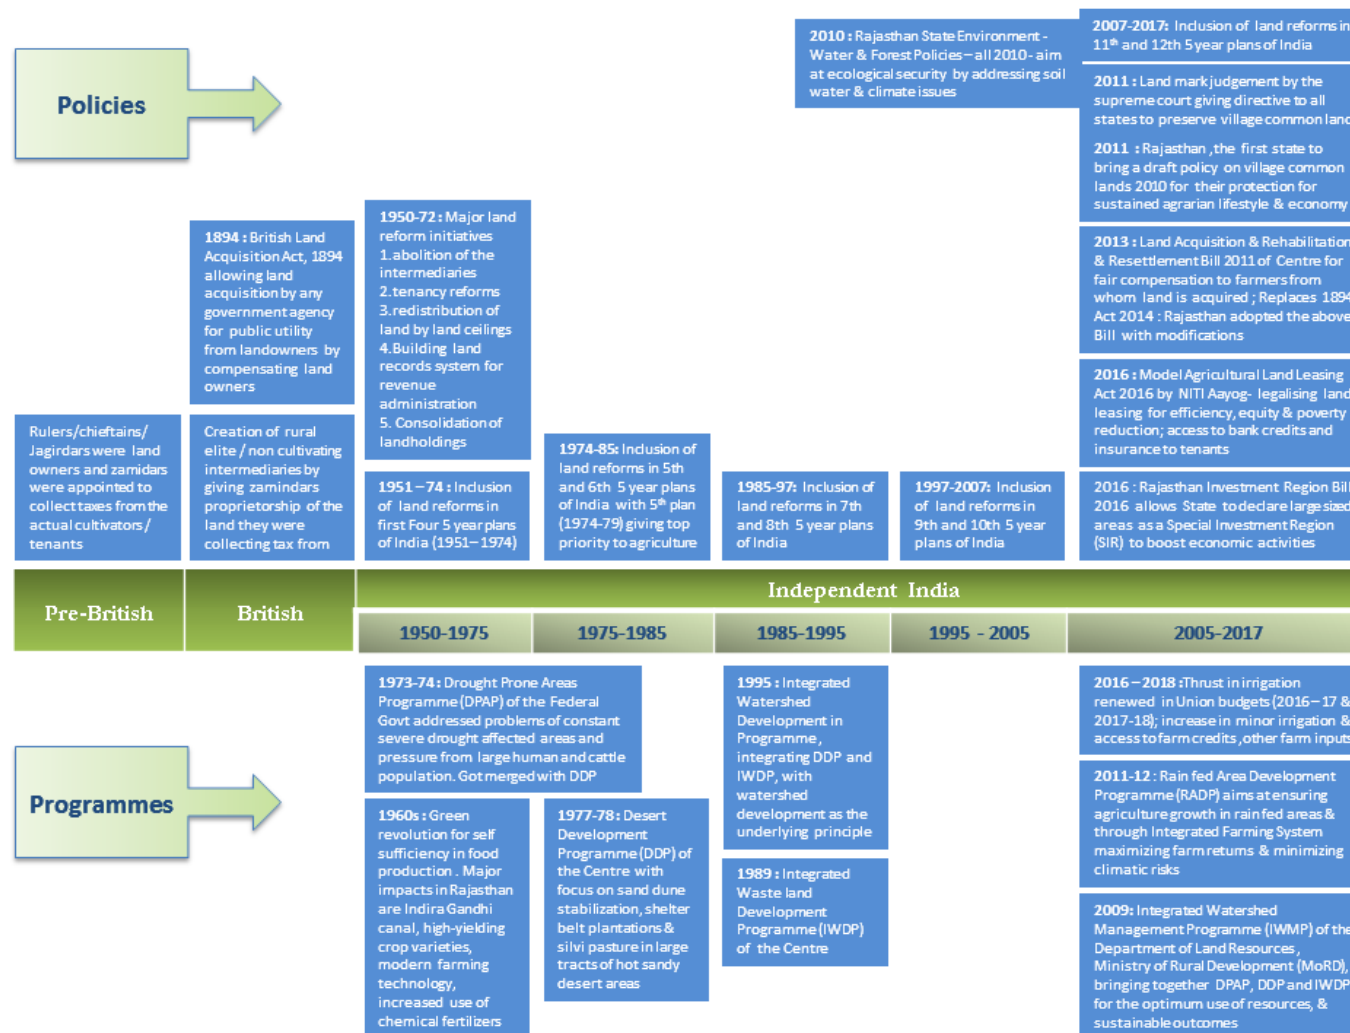 Policies
2010 : Rajasthan State Environment -
Water & Forest Policies – all 2010 - aim
at ecological security by addressing soil
water & climate issues
2007-2017: Inclusion of land reforms in
11th and 12th 5 year plans of India
2011 : Land mark judgement by the
supreme court giving directive to all
states to preserve village common land
2011 : Rajasthan ,the first state to
bring a draft policy on village common
lands 2010 for their protection for
sustained agrarian lifestyle & economy
2013 : Land Acquisition & Rehabilitation
& Resettlement Bill 2011 of Centre for
fair compensation to farmers from
whom land is acquired ; Replaces 1894
Act 2014 : Rajasthan adopted the above
Bill with modifications
2016 : Model Agricultural Land Leasing
Act 2016 by NITI Aayog- legalising land
leasing for efficiency, equity & poverty
reduction; access to bank credits and
insurance to tenants
2016 : Rajasthan Investment Region Bill
2016 allows State to declare large sized
areas as a Special Investment Region
(SIR) to boost economic activities
1894 : British Land
Acquisition Act, 1894
allowing land
acquisition by any
government agency
for public utility
from landowners by
compensating land
owners
1950-72 : Major land
reform initiatives
1.abolition of the
intermediaries
2.tenancy reforms
3.redistribution of
land by land ceilings
4.Building land
records system for
revenue
administration
5. Consolidation of
landholdings
Rulers/chieftains/
Jagirdars were land
owners and zamidars
were appointed to
collect taxes from the
actual cultivators/
tenants
Creation of rural
elite / non cultivating
intermediaries by
giving zamindars
proprietorship of the
land they were
collecting tax from
1951 – 74 : Inclusion
of land reforms in
first Four 5 year plans
of India (1951 – 1974)
1974-85: Inclusion of
land reforms in 5th
and 6th 5 year plans
of India with 5th plan
(1974-79) giving top
priority to agriculture
1985-97: Inclusion of
land reforms in 7th
and 8th 5 year plans
of India
1997-2007: Inclusion
of land reforms in
9th and 10th 5 year
plans of India
Pre-British
British
Independent India
1950-1975
1975-1985
1985-1995
1995 - 2005
2005-2017
Programmes
1973-74 : Drought Prone Areas
Programme (DPAP) of the Federal
Govt addressed problems of constant
severe drought affected areas and
pressure from large human and cattle
population. Got merged with DDP
1960s : Green
revolution for self
sufficiency in food
production . Major
impacts in Rajasthan
are Indira Gandhi
canal, high-yielding
crop varieties,
modern farming
technology,
increased use of
chemical fertilizers
1977-78 : Desert
Development
Programme (DDP) of
the Centre with
focus on sand dune
stabilization, shelter
belt plantations &
silvi pasture in large
tracts of hot sandy
desert areas
1995 : Integrated
Watershed
Development in
Programme ,
integrating DDP and
IWDP, with
watershed
development as the
underlying principle
1989 : Integrated
Waste land
Development
Programme (IWDP)
of the Centre
2016 – 2018 :Thrust in irrigation
renewed in Union budgets (2016 – 17 &
2017-18); increase in minor irrigation &
access to farm credits ,other farm inputs
2011-12 : Rain fed Area Development
Programme (RADP) aims at ensuring
agriculture growth in rain fed areas &
through Integrated Farming System
maximizing farm returns & minimizing
climatic risks
2009: Integrated Watershed
Management Programme (IWMP) of the
Department of Land Resources ,
Ministry of Rural Development (MoRD),
bringing together DPAP, DDP and IWDP
for the optimum use of resources, &
sustainable outcomes